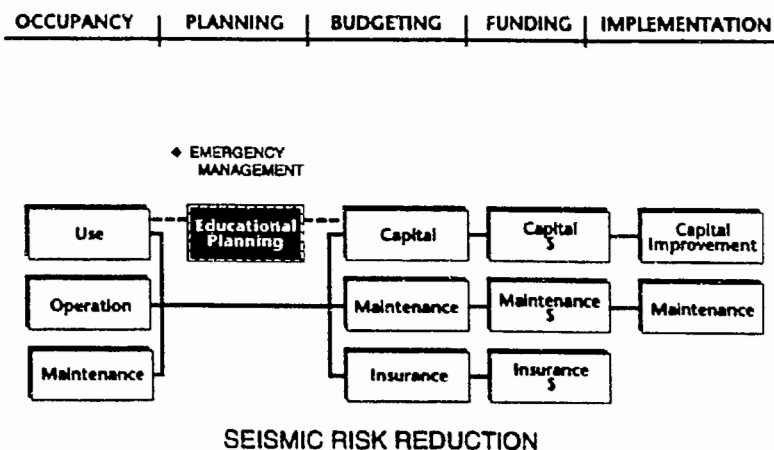 OCCUPANCY | PLANNING | BUDGETING | FUNDING | IMPLEMENTATION
◆ EMERGENCY
MANAGEMENT
Use
Educational
Planning
Capital
Capital
$
Capital
Improvement
Operation
Maintenance
Maintenance
$
Maintenance
Maintenance
Insurance
Insurance
$
SEISMIC RISK REDUCTION